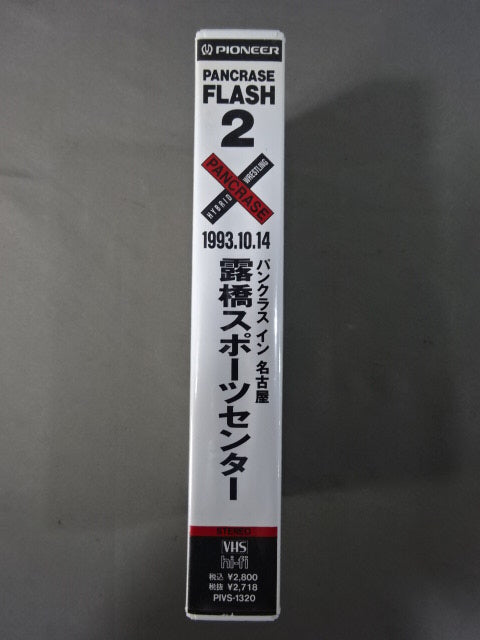 PIONEER
PANCRASE
FLASH
2
PANCRASE
HYBRID WRESTLING
1993.10.14
パンクラス イン 名古屋
露橋スポーツセンター
STEREO
VHS
hi-fi
税込 ¥2,800
税抜 ¥2,718
PIVS-1320